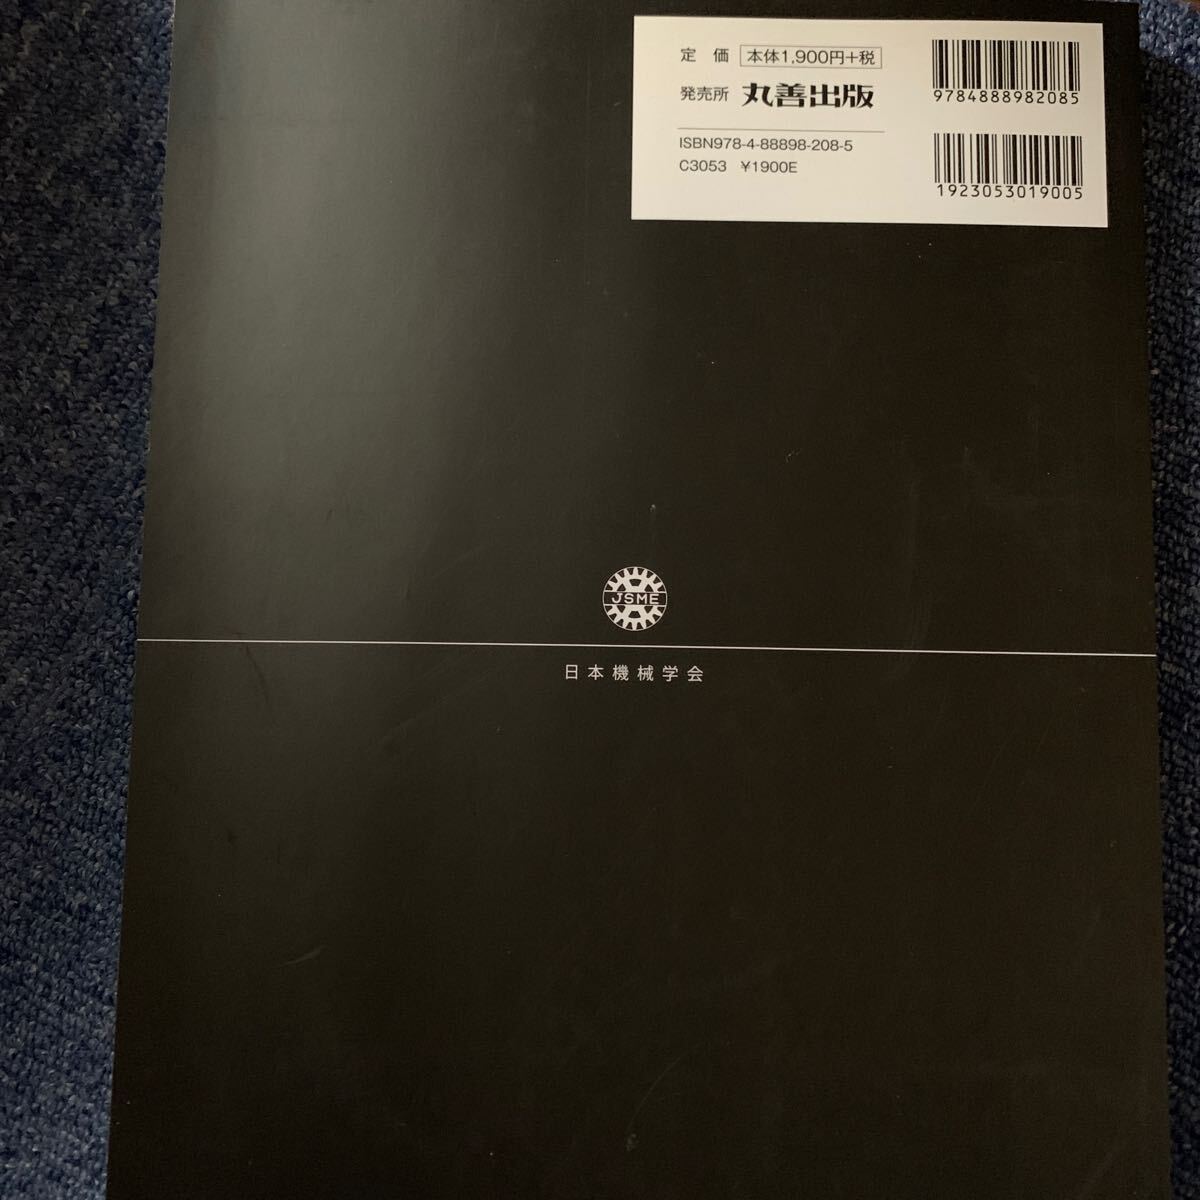 定 価 本体1,900円+税
発売所 丸善出版
ISBN978-4-88898-208-5
C3053 ¥1900E
9784888982085
1923053019005
JSME
日本機械学会